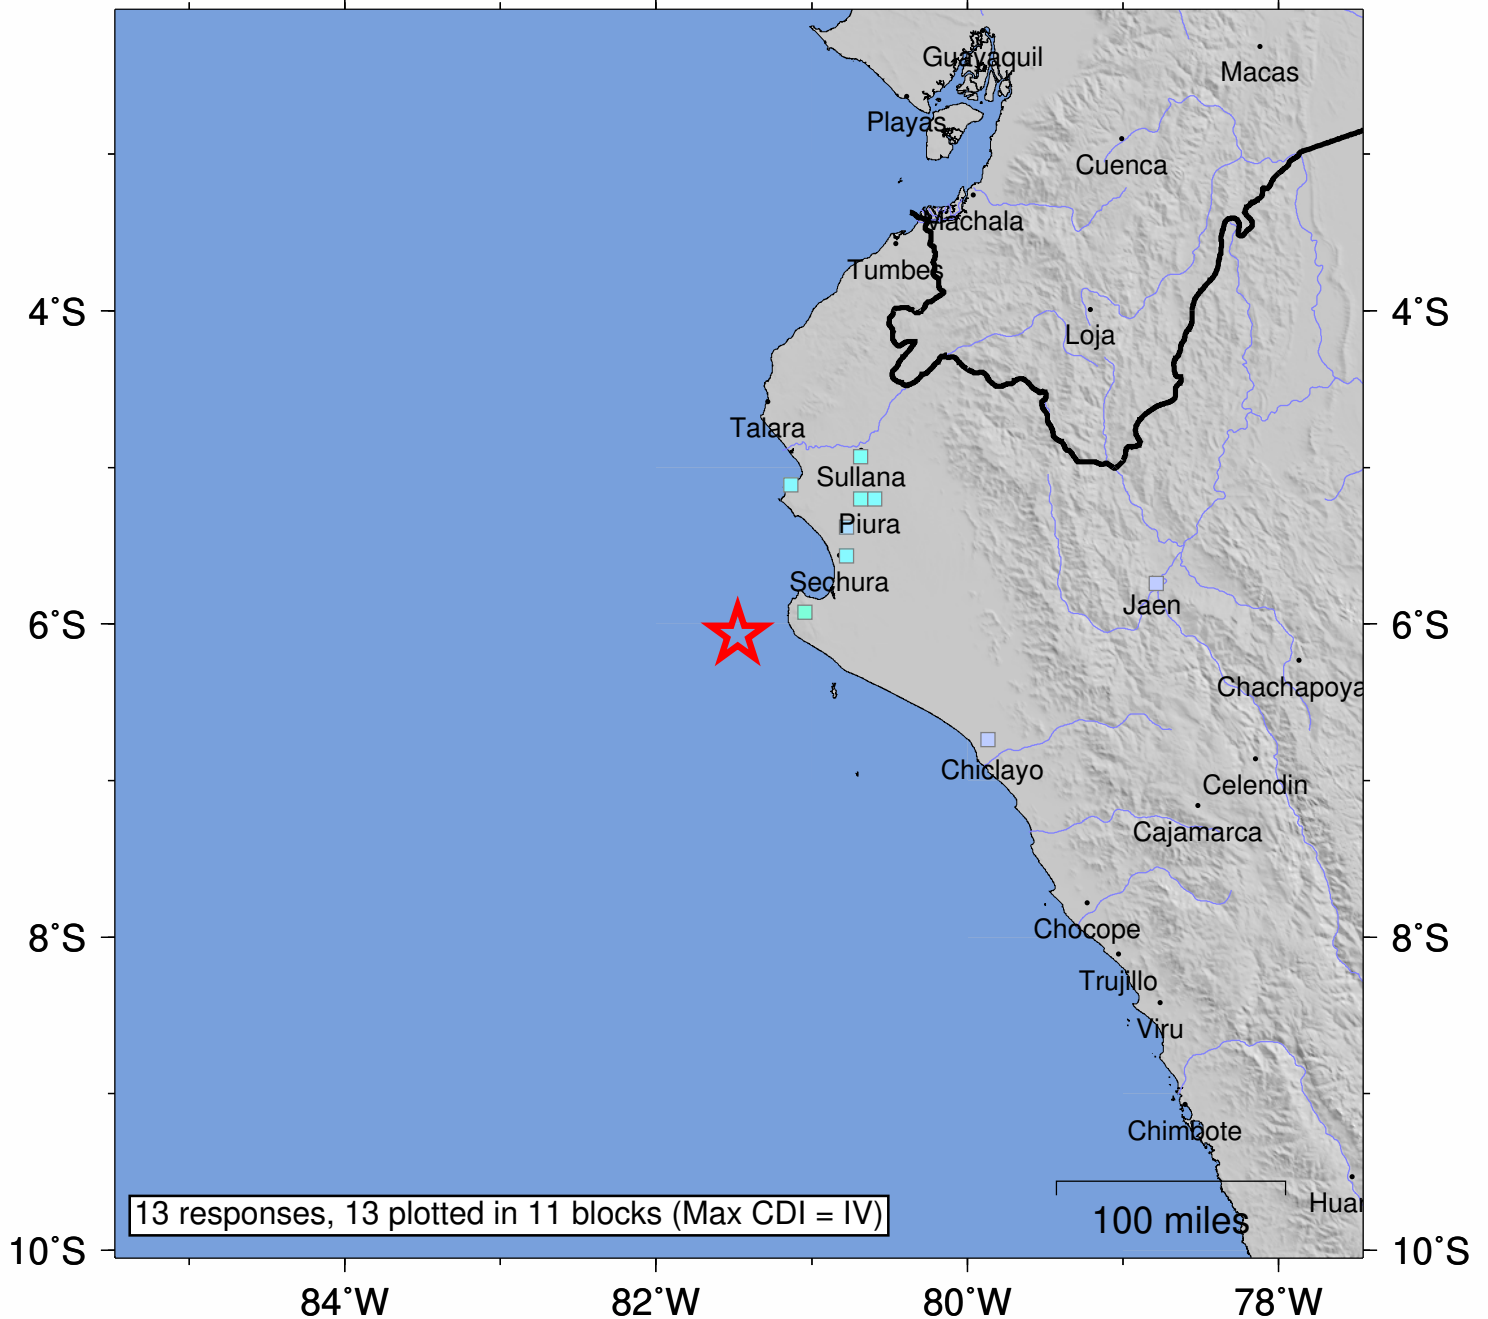 Guayaquil
Macas
Playas
Cuenca
Machala
Tumbes
4°S
4°S
Loja
Talara
Sullana
Piura
Sechura
Jaen
6°S
6°S
Chachapoya
Chiclayo
Celendin
Cajamarca
Chocope
8°S
8°S
Trujillo
Viru
Chimbote
13 responses, 13 plotted in 11 blocks (Max CDI = IV)
100 miles
Huar
10°S
10°S
84°W
82°W
80°W
78°W